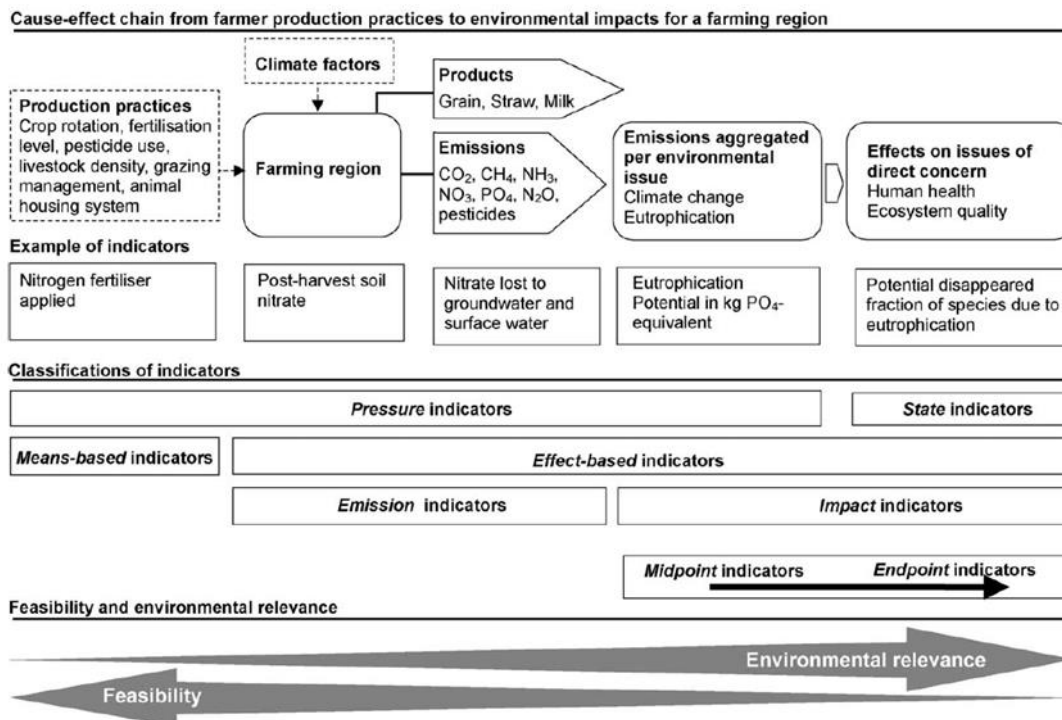 Cause-effect chain from farmer production practices to environmental impacts for a farming region
Climate factors
Products
Grain, Straw, Milk
Production practices
Crop rotation, fertilisation
level, pesticide use,
livestock density, grazing
management, animal
housing system
Farming region
Emissions
CO₂, CH₄, NH₃,
NO₃, PO₄, N₂O,
pesticides
Emissions aggregated
per environmental
issue
Climate change
Eutrophication
Effects on issues of
direct concern
Human health
Ecosystem quality
Example of indicators
Nitrogen fertiliser
applied
Post-harvest soil
nitrate
Nitrate lost to
groundwater and
surface water
Eutrophication
Potential in kg PO₄-
equivalent
Potential disappeared
fraction of species due to
eutrophication
Classifications of indicators
Pressure indicators
State indicators
Means-based indicators
Effect-based indicators
Emission indicators
Impact indicators
Midpoint indicators
Endpoint indicators
Feasibility and environmental relevance
Environmental relevance
Feasibility